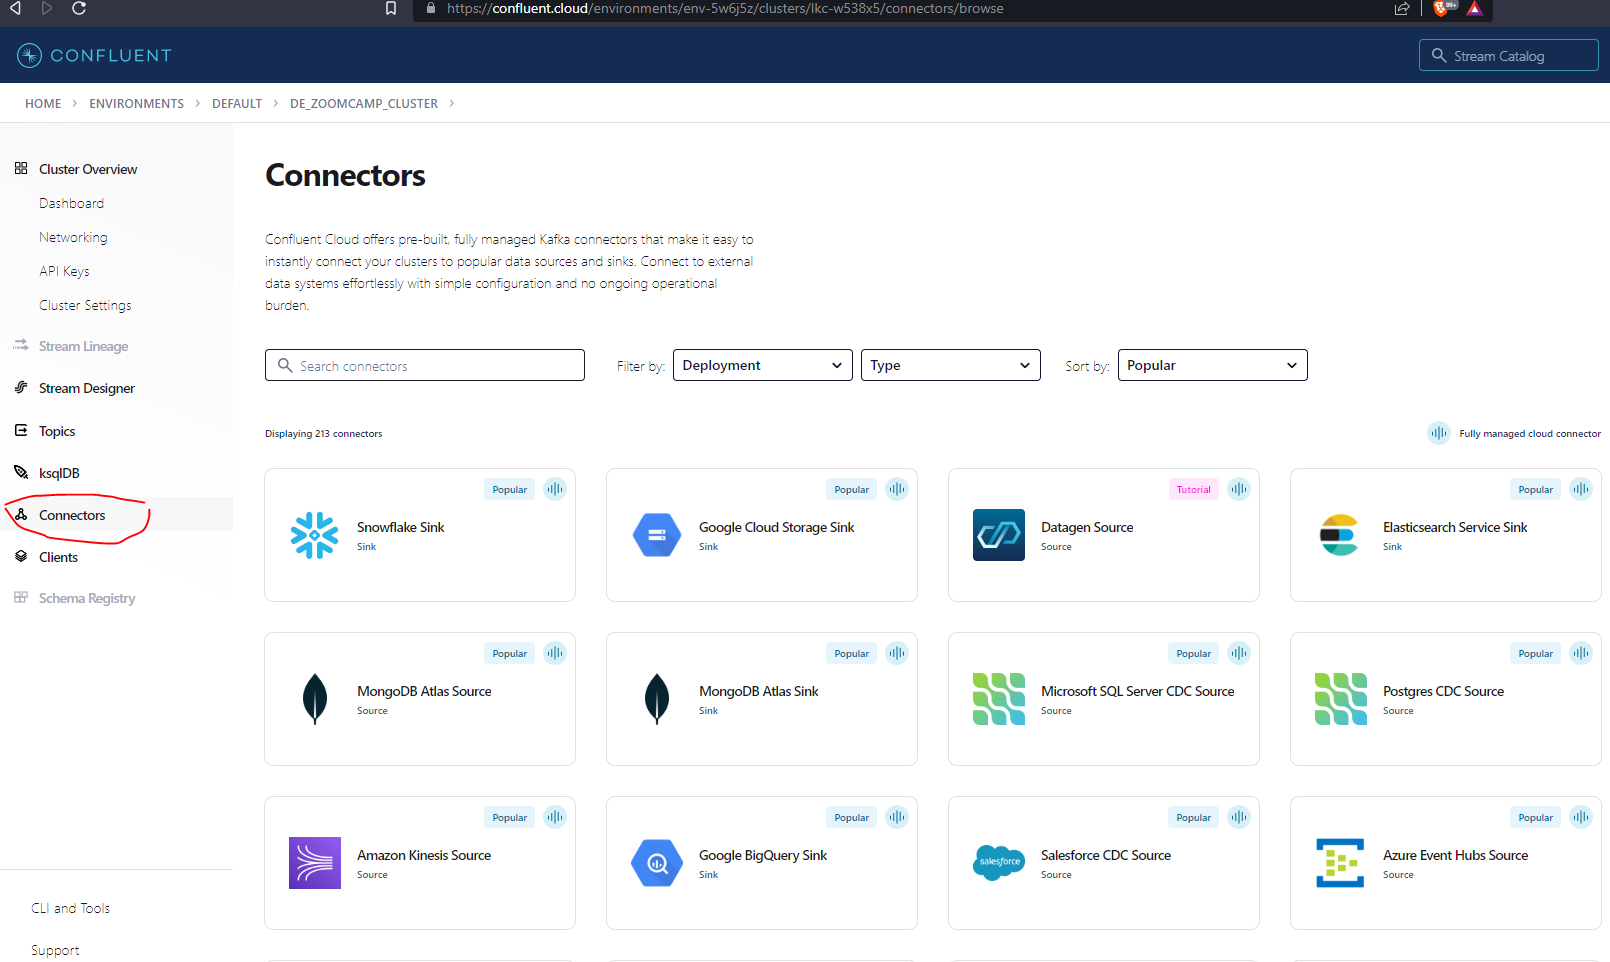 https://confluent.cloud/environments/env-5w6j5z/clusters/lkc-w538x5/connectors/browse
99+
CONFLUENT
Stream Catalog
HOME > ENVIRONMENTS > DEFAULT > DE_ZOOMCAMP_CLUSTER >
Cluster Overview
Dashboard
Networking
API Keys
Cluster Settings
Stream Lineage
Stream Designer
Topics
ksqlDB
Connectors
Clients
Schema Registry
CLI and Tools
Support
Connectors
Confluent Cloud offers pre-built, fully managed Kafka connectors that make it easy to
instantly connect your clusters to popular data sources and sinks. Connect to external
data systems effortlessly with simple configuration and no ongoing operational
burden.
Search connectors
Filter by: Deployment Type Sort by: Popular
Displaying 213 connectors
Fully managed cloud connector
Popular
Snowflake Sink
Sink
Popular
Google Cloud Storage Sink
Sink
Tutorial
Datagen Source
Source
Popular
Elasticsearch Service Sink
Sink
Popular
MongoDB Atlas Source
Source
Popular
MongoDB Atlas Sink
Sink
Popular
Microsoft SQL Server CDC Source
Source
Popular
Postgres CDC Source
Source
Popular
Amazon Kinesis Source
Source
Popular
Google BigQuery Sink
Sink
Popular
salesforce
Salesforce CDC Source
Source
Popular
Azure Event Hubs Source
Source